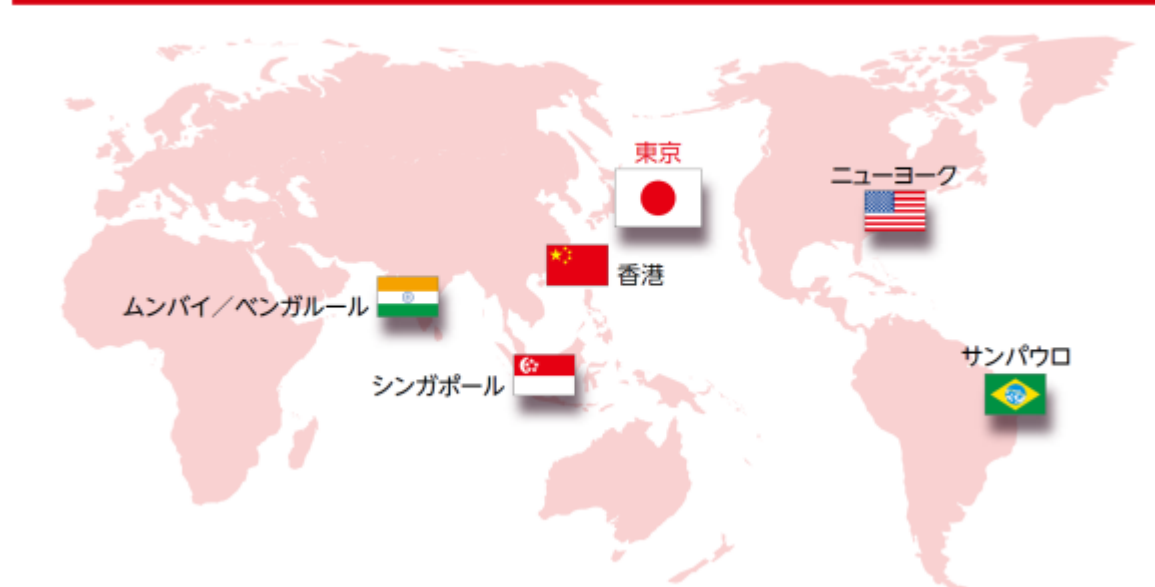 東京
ニューヨーク
香港
ムンバイ／ベンガルール
サンパウロ
シンガポール